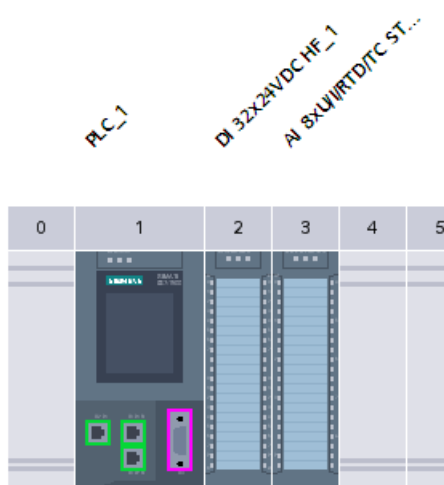 PLC_1
DI 32x24VDC HF_1
AI 8xU/I/RTD/TC ST...
0 1 2 3 4 5
SIEMENS